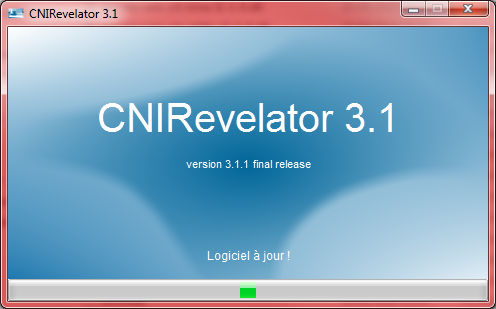 CNIRevelator 3.1
CNIRevelator 3.1
version 3.1.1 final release
Logiciel à jour !